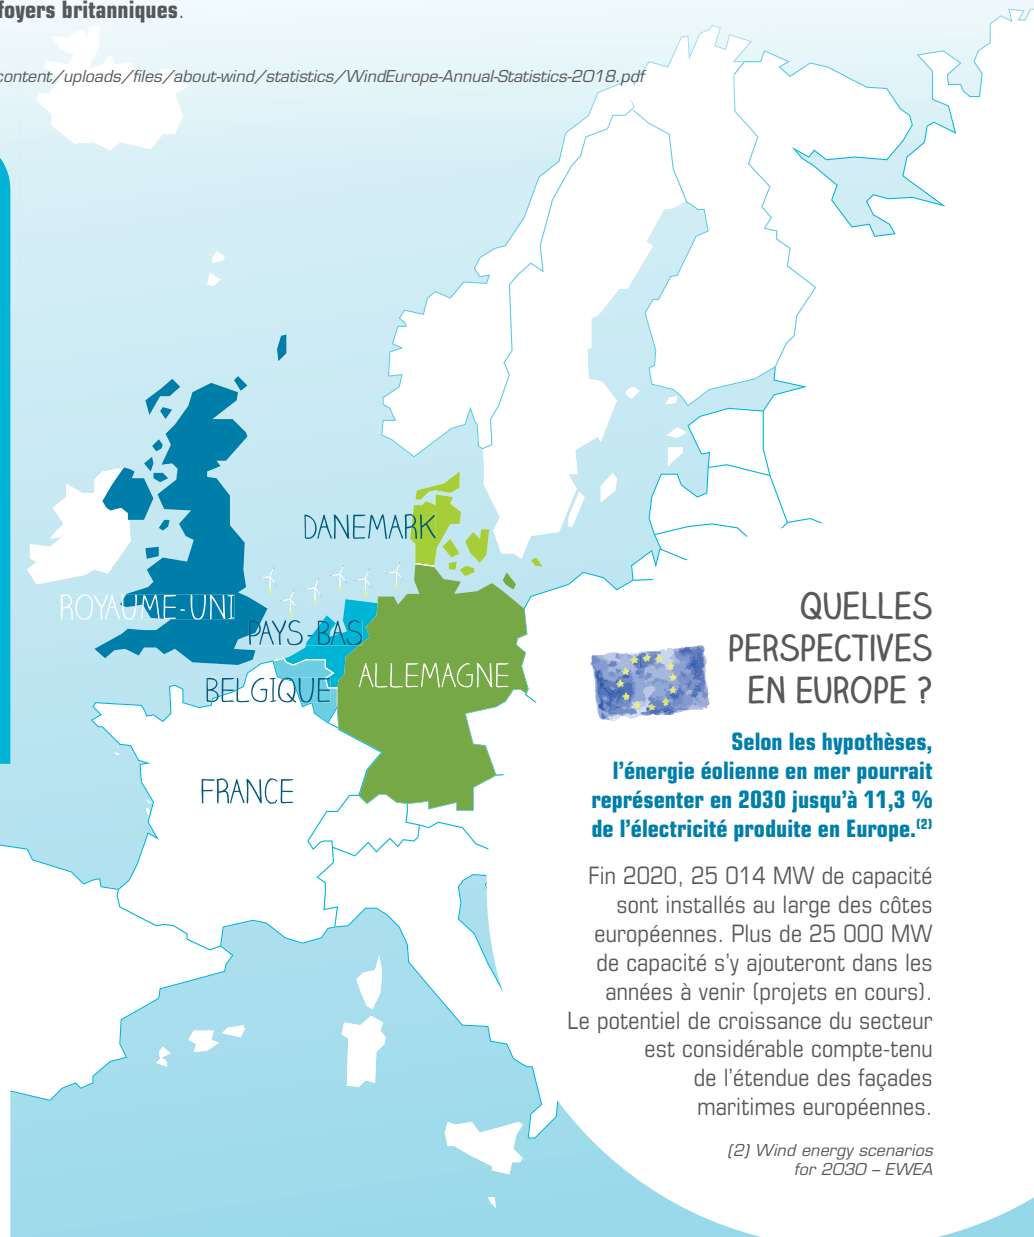 foyers britanniques.
content/uploads/files/about-wind/statistics/WindEurope-Annual-Statistics-2018.pdf
DANEMARK
ROYAUME-UNI
PAYS-BAS
BELGIQUE
ALLEMAGNE
FRANCE
QUELLES
PERSPECTIVES
EN EUROPE ?
Selon les hypothèses,
l'énergie éolienne en mer pourrait
représenter en 2030 jusqu'à 11,3 %
de l'électricité produite en Europe.(2)
Fin 2020, 25 014 MW de capacité
sont installés au large des côtes
européennes. Plus de 25 000 MW
de capacité s'y ajouteront dans les
années à venir (projets en cours).
Le potentiel de croissance du secteur
est considérable compte-tenu
de l'étendue des façades
maritimes européennes.
(2) Wind energy scenarios
for 2030 – EWEA